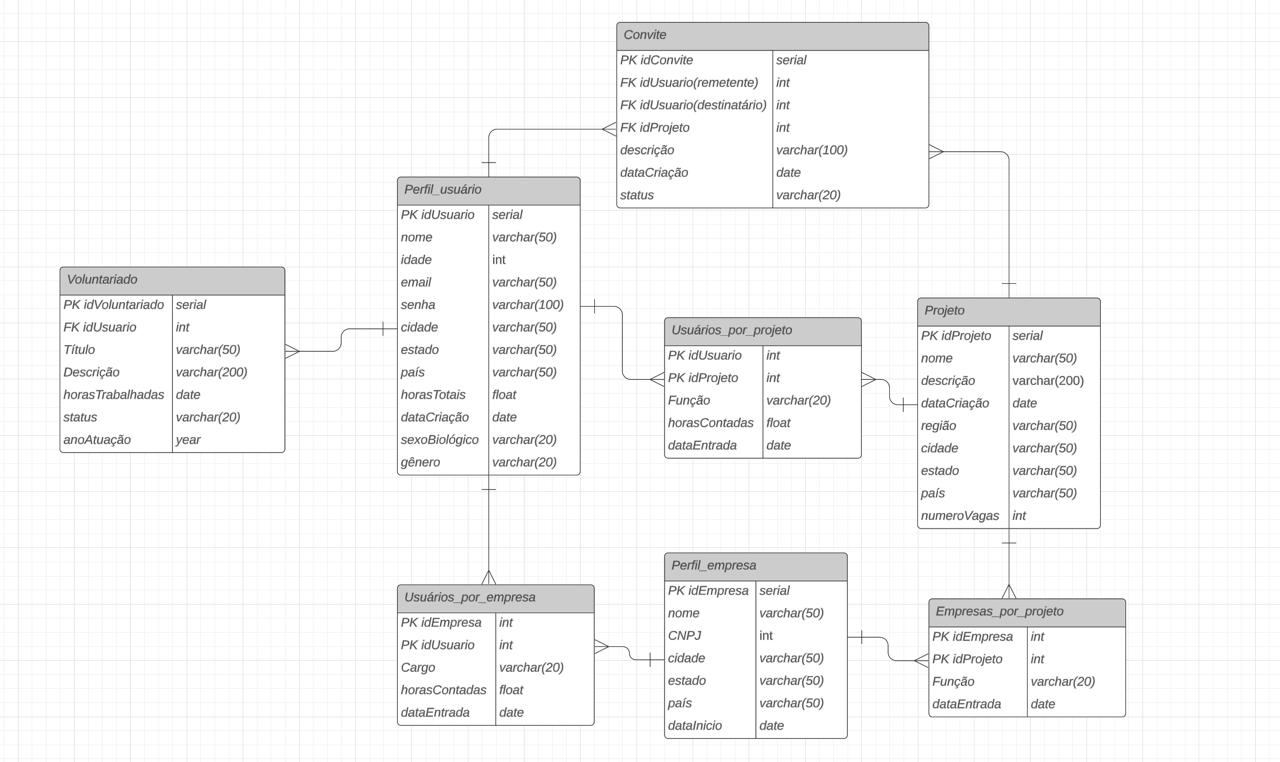 Convite
PK idConvite serial
FK idUsuario(remetente) int
FK idUsuario(destinatário) int
FK idProjeto int
descrição varchar(100)
dataCriação date
status varchar(20)
Perfil_usuário
PK idUsuario serial
nome varchar(50)
idade int
email varchar(50)
senha varchar(100)
cidade varchar(50)
estado varchar(50)
país varchar(50)
horasTotais float
dataCriação date
sexoBiológico varchar(20)
gênero varchar(20)
Voluntariado
PK idVoluntariado serial
FK idUsuario int
Título varchar(50)
Descrição varchar(200)
horasTrabalhadas date
status varchar(20)
anoAtuação year
Usuários_por_projeto
PK idUsuario int
PK idProjeto int
Função varchar(20)
horasContadas float
dataEntrada date
Projeto
PK idProjeto serial
nome varchar(50)
descrição varchar(200)
dataCriação date
região varchar(50)
cidade varchar(50)
estado varchar(50)
país varchar(50)
numeroVagas int
Usuários_por_empresa
PK idEmpresa int
PK idUsuario int
Cargo varchar(20)
horasContadas float
dataEntrada date
Perfil_empresa
PK idEmpresa serial
nome varchar(50)
CNPJ int
cidade varchar(50)
estado varchar(50)
país varchar(50)
dataInicio date
Empresas_por_projeto
PK idEmpresa int
PK idProjeto int
Função varchar(20)
dataEntrada date